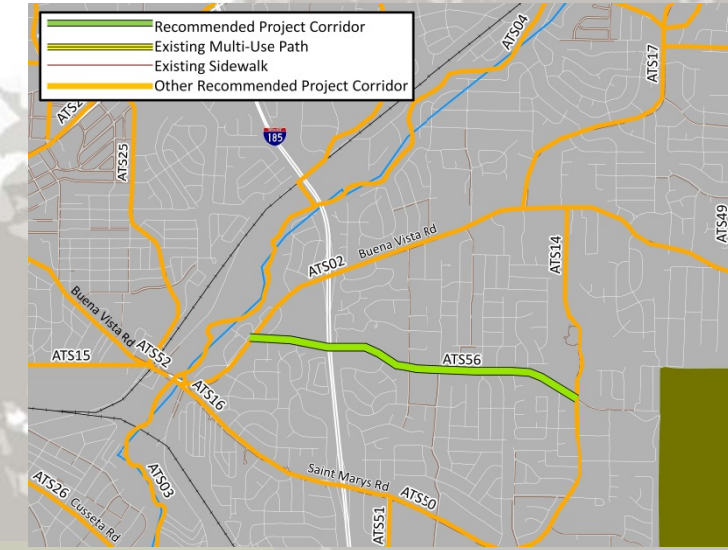 Recommended Project Corridor
Existing Multi-Use Path
Existing Sidewalk
Other Recommended Project Corridor
ATS04
ATS17
185
ATS25
ATS49
Buena Vista Rd
ATS02
ATS14
Buena Vista Rd
ATS15
ATS52
ATS56
ATS16
Saint Marys Rd
ATS50
ATS03
ATS26
Cusseta Rd
ATS51